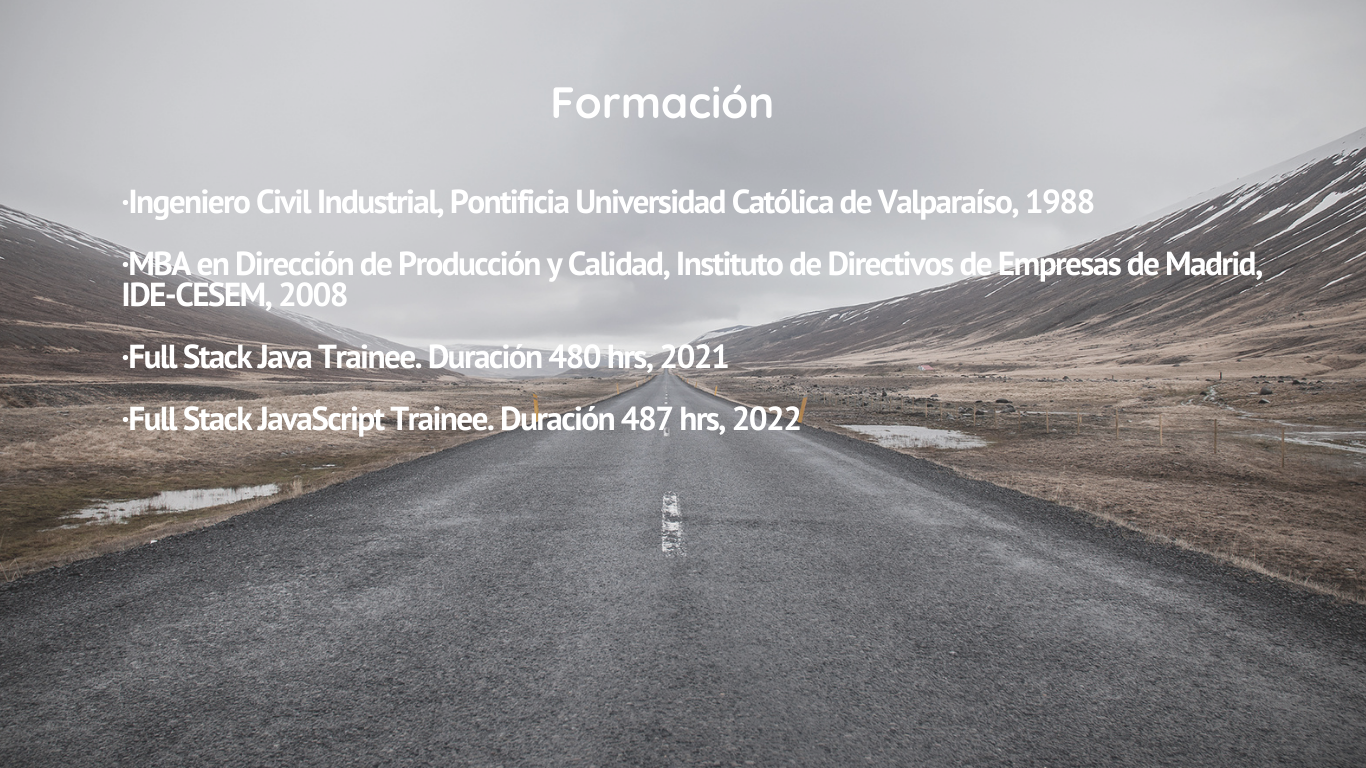 Formación
·Ingeniero Civil Industrial, Pontificia Universidad Católica de Valparaíso, 1988
·MBA en Dirección de Producción y Calidad, Instituto de Directivos de Empresas de Madrid,
IDE-CESEM, 2008
·Full Stack Java Trainee. Duración 480 hrs, 2021
·Full Stack JavaScript Trainee. Duración 487 hrs, 2022